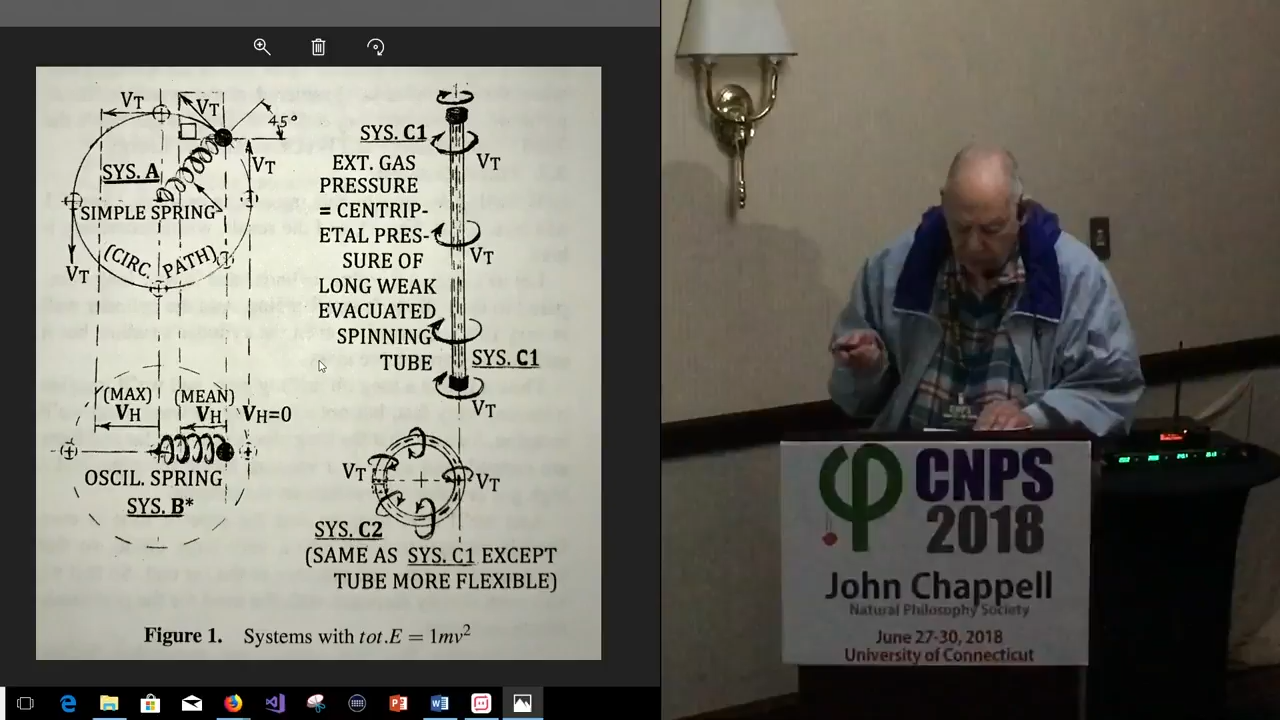 VT
VT
45°
SYS. A
VT
SIMPLE SPRING
(CIRC. PATH)
VT
(MAX)
VH
(MEAN)
VH
VH=0
OSCIL. SPRING
SYS. B*
SYS. C1
VT
EXT. GAS
PRESSURE
= CENTRIP-
ETAL PRES-
SURE OF
LONG WEAK
EVACUATED
SPINNING
TUBE
VT
SYS. C1
VT
VT
VT
SYS. C2
(SAME AS SYS. C1 EXCEPT
TUBE MORE FLEXIBLE)
Figure 1. Systems with tot.E = 1mv²
CNPS
2018
John Chappell
Natural Philosophy Society
June 27-30, 2018
University of Connecticut